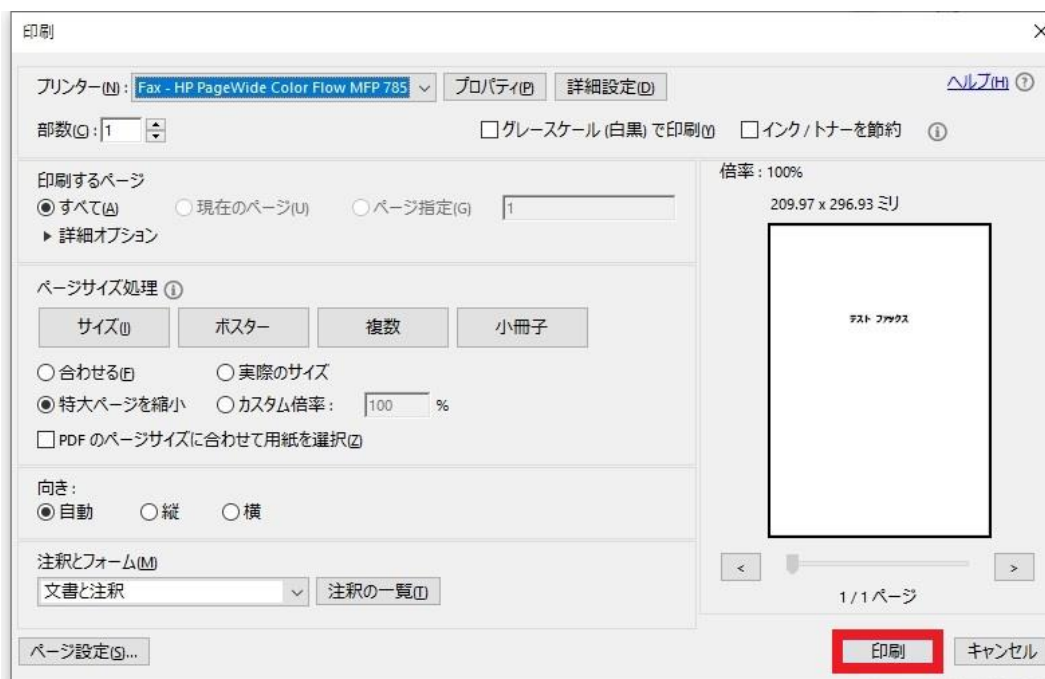 印刷
プリンター(N): Fax - HP PageWide Color Flow MFP 785 プロパティ(P) 詳細設定(D) ヘルプ(H)
部数(C): 1 グレースケール (白黒) で印刷(Y) インク / トナーを節約
印刷するページ
すべて(A) 現在のページ(U) ページ指定(G) 1
詳細オプション
ページサイズ処理
サイズ(I) ポスター 複数 小冊子
合わせる(F) 実際のサイズ
特大ページを縮小 カスタム倍率: 100 %
PDF のページサイズに合わせて用紙を選択(Z)
向き:
自動 縦 横
注釈とフォーム(M)
文書と注釈 注釈の一覧(T)
倍率: 100%
209.97 x 296.93 ミリ
テスト ファックス
< >
1 / 1 ページ
ページ設定(S)... 印刷 キャンセル